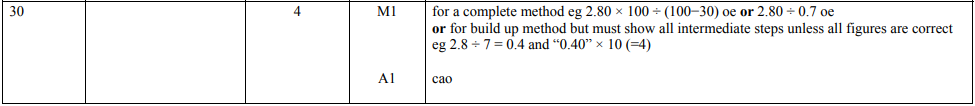 30 4 M1 for a complete method eg 2.80 × 100 ÷ (100−30) oe or 2.80 ÷ 0.7 oe
or for build up method but must show all intermediate steps unless all figures are correct
eg 2.8 ÷ 7 = 0.4 and “0.40” × 10 (=4)
A1 cao